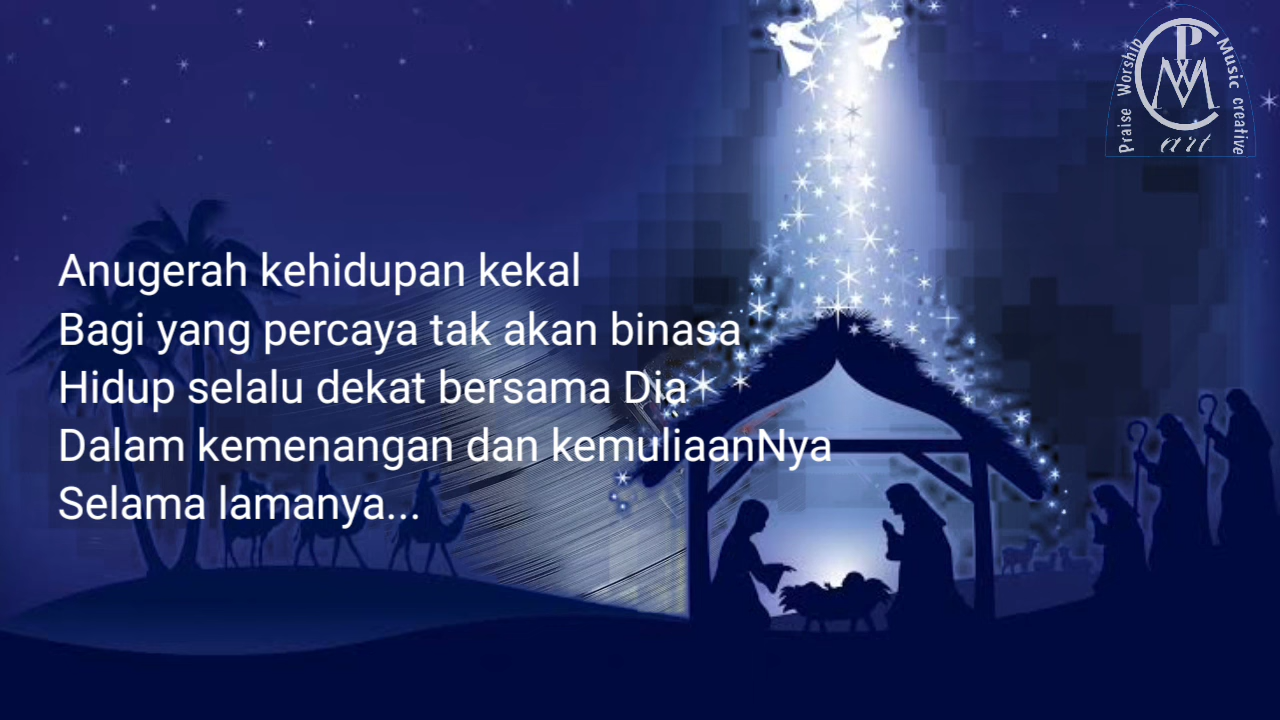 Praise Worship
Music creative
PWMC
art
Anugerah kehidupan kekal
Bagi yang percaya tak akan binasa
Hidup selalu dekat bersama Dia
Dalam kemenangan dan kemuliaanNya
Selama lamanya...